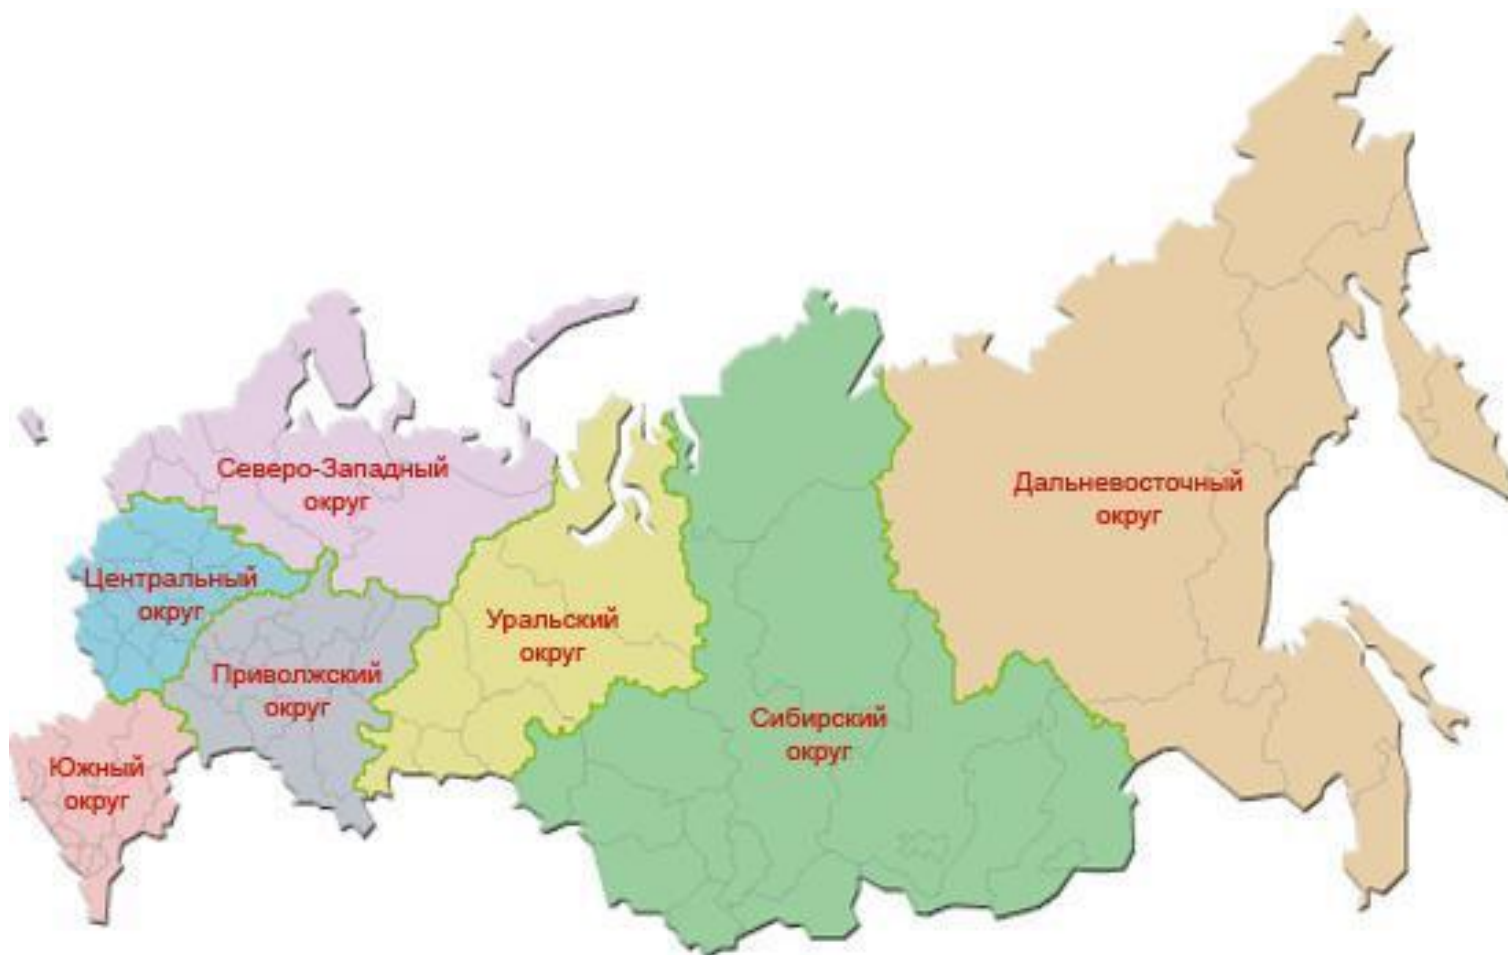 Северо-Западный
округ
Дальневосточный
округ
Центральный
округ
Уральский
округ
Приволжский
округ
Сибирский
округ
Южный
округ